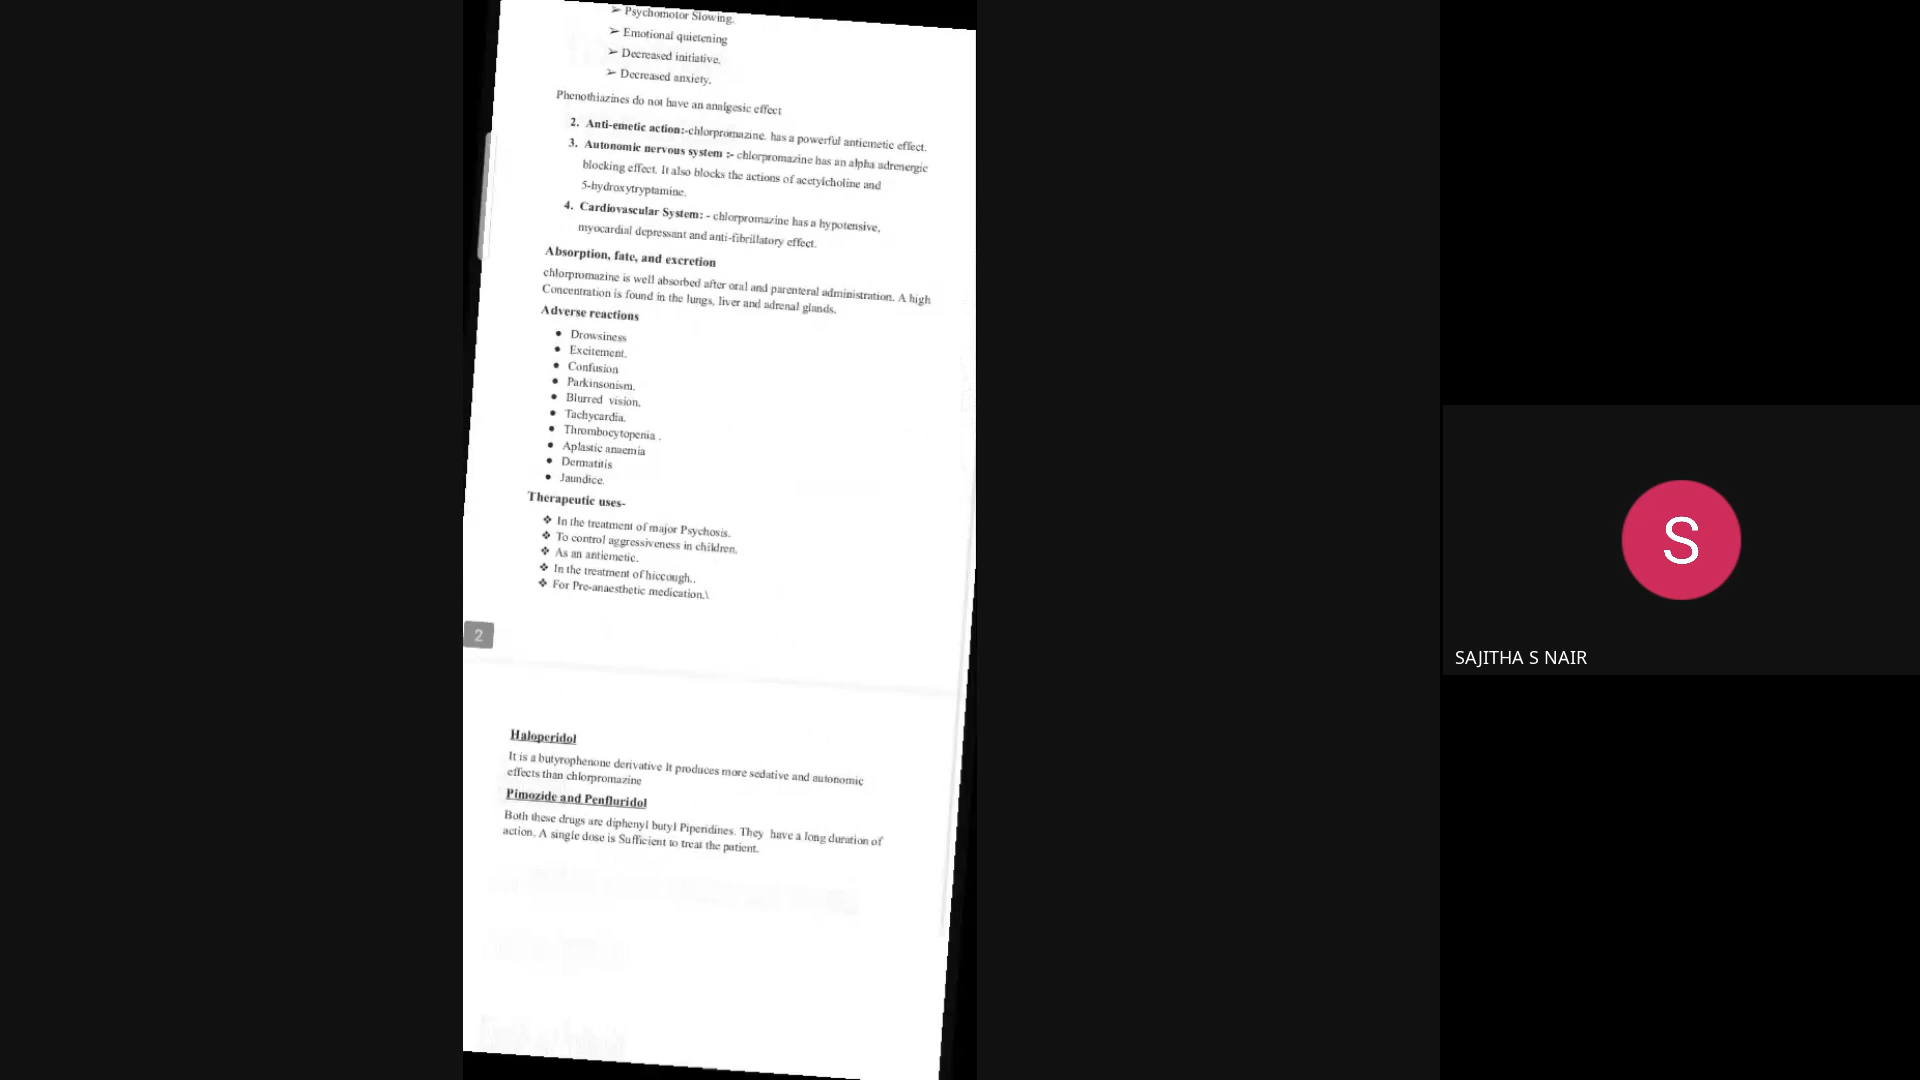 ➢ Psychomotor Slowing.
➢ Emotional quietening
➢ Decreased initiative.
➢ Decreased anxiety.
Phenothiazines do not have an analgesic effect
2. Anti-emetic action:-chlorpromazine. has a powerful antiemetic effect.
3. Autonomic nervous system :- chlorpromazine has an alpha adrenergic
blocking effect. It also blocks the actions of acetylcholine and
5-hydroxytryptamine.
4. Cardiovascular System: - chlorpromazine has a hypotensive,
myocardial depressant and anti-fibrillatory effect.
Absorption, fate, and excretion
chlorpromazine is well absorbed after oral and parenteral administration. A high
Concentration is found in the lungs, liver and adrenal glands.
Adverse reactions
● Drowsiness
● Excitement.
● Confusion
● Parkinsonism.
● Blurred vision.
● Tachycardia.
● Thrombocytopenia .
● Aplastic anaemia
● Dermatitis
● Jaundice.
Therapeutic uses-
❖ In the treatment of major Psychosis.
❖ To control aggressiveness in children.
❖ As an antiemetic.
❖ In the treatment of hiccough..
❖ For Pre-anaesthetic medication.\
2
Haloperidol
It is a butyrophenone derivative It produces more sedative and autonomic
effects than chlorpromazine
Pimozide and Penfluridol
Both these drugs are diphenyl butyl Piperidines. They have a long duration of
action. A single dose is Sufficient to treat the patient.
S
SAJITHA S NAIR